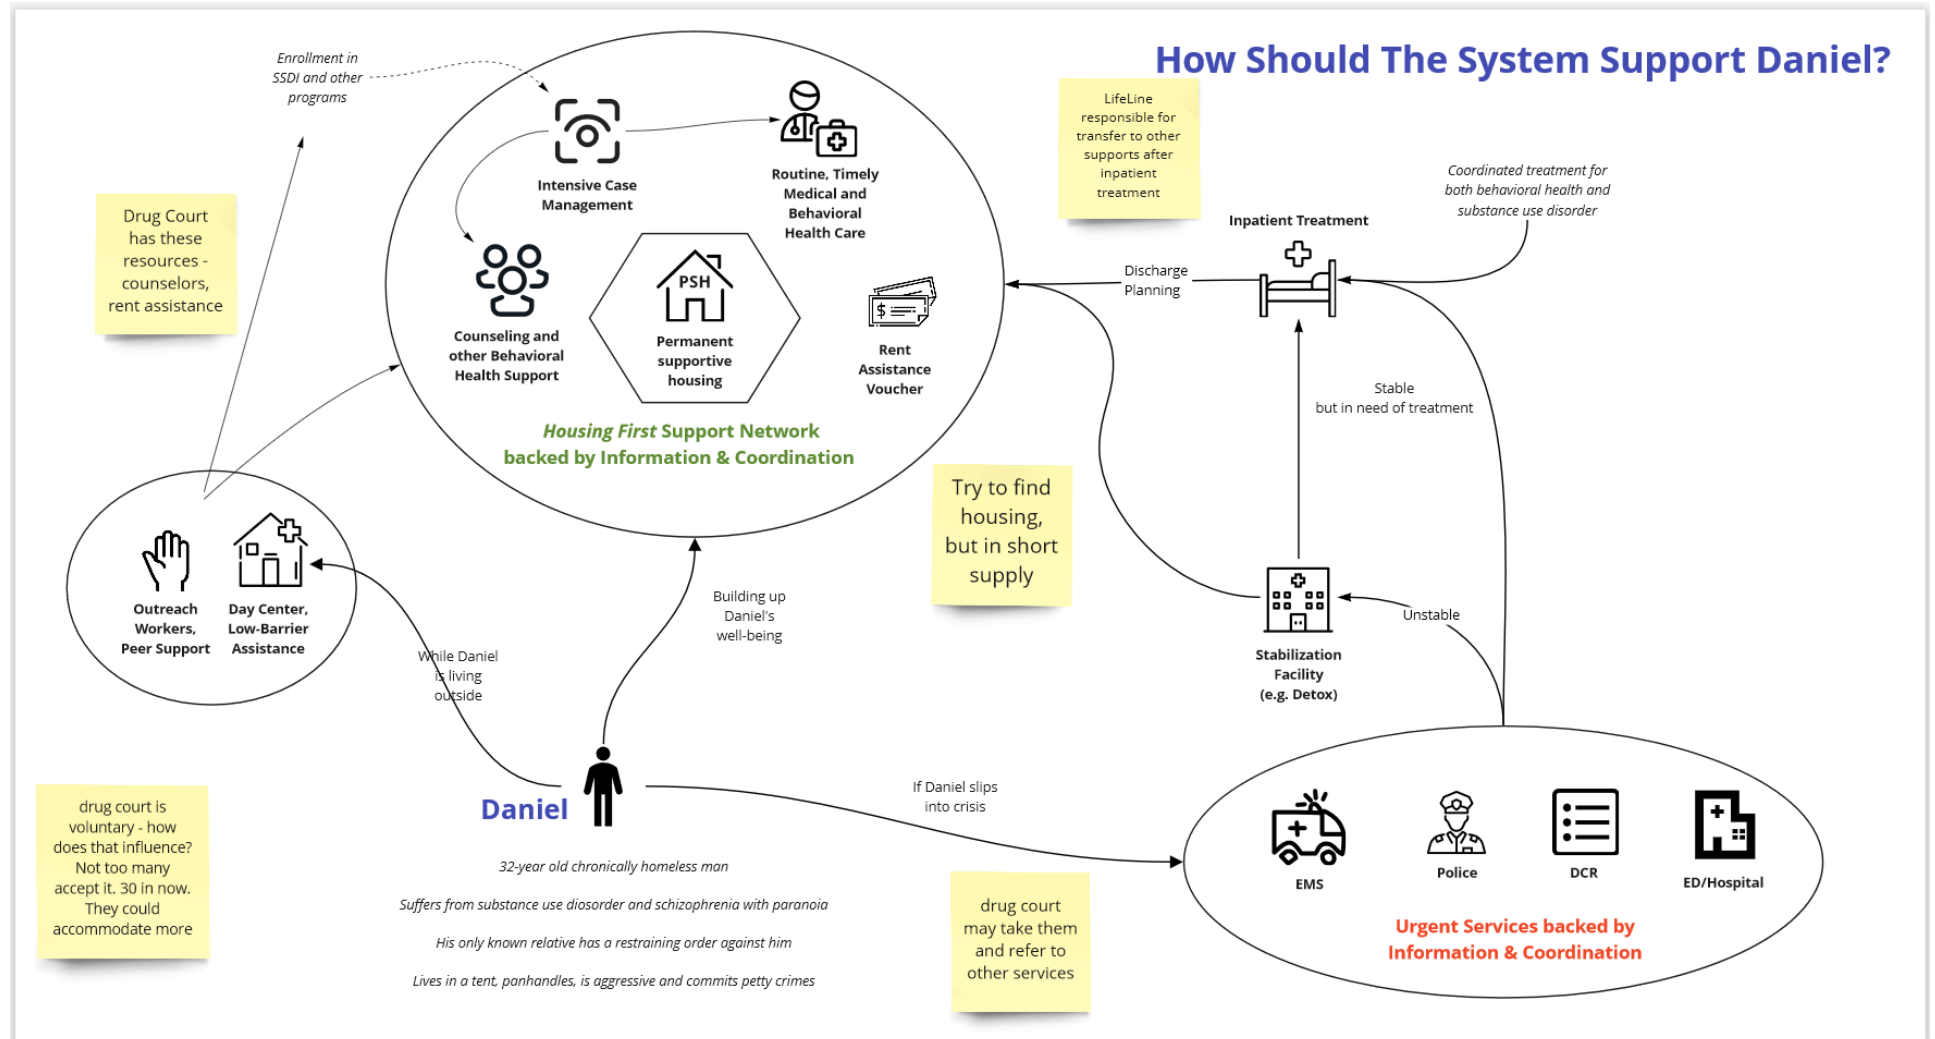 How Should The System Support Daniel?
Enrollment in
SSDI and other
programs
Intensive Case
Management
Routine, Timely
Medical and
Behavioral
Health Care
LifeLine
responsible for
transfer to other
supports after
inpatient
treatment
Coordinated treatment for
both behavioral health and
substance use disorder
Inpatient Treatment
Drug Court
has these
resources -
counselors,
rent assistance
Discharge
Planning
PSH
Permanent
supportive
housing
Counseling and
other Behavioral
Health Support
Rent
Assistance
Voucher
Housing First Support Network
backed by Information & Coordination
Stable
but in need of treatment
Try to find
housing,
but in short
supply
Outreach
Workers,
Peer Support
Day Center,
Low-Barrier
Assistance
While Daniel
is living
outside
Building up
Daniel's
well-being
Unstable
Stabilization
Facility
(e.g. Detox)
Daniel
If Daniel slips
into crisis
32-year old chronically homeless man
Suffers from substance use diosorder and schizophrenia with paranoia
His only known relative has a restraining order against him
Lives in a tent, panhandles, is aggressive and commits petty crimes
drug court is
voluntary - how
does that influence?
Not too many
accept it. 30 in now.
They could
accommodate more
drug court
may take them
and refer to
other services
EMS
Police
DCR
ED/Hospital
Urgent Services backed by
Information & Coordination